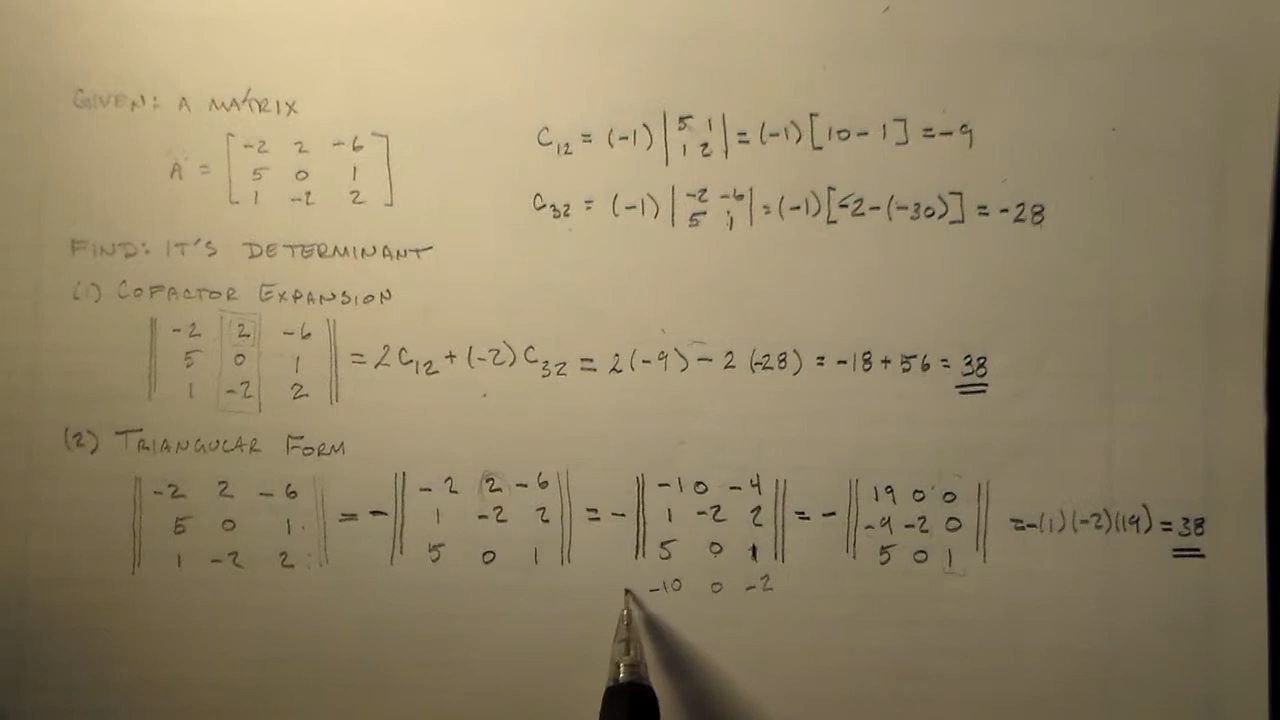 GIVEN: A MATRIX
A = [ -2 2 -6
5 0 1
1 -2 2 ]
C12 = (-1) | 5 1 | = (-1)[10 - 1] = -9
1 2
C32 = (-1) | -2 -6 | = (-1)[-2-(-30)] = -28
5 1
FIND: IT'S DETERMINANT
(1) COFACTOR EXPANSION
|| -2 2 -6 ||
|| 5 0 1 || = 2C12 + (-2) C32 = 2(-9) - 2(-28) = -18 + 56 = 38
|| 1 -2 2 ||
(2) TRIANGULAR FORM
|| -2 2 -6 || - 2 2 -6 || -10 -4 || 19 0 0 ||
|| 5 0 1 || = - || 1 -2 2 || = - || 1 -2 2 || = - || -9 -2 0 || = -(1)(-2)(19) = 38
|| 1 -2 2 || 5 0 1 || 5 0 1 || 5 0 1 ||
-10 0 -2